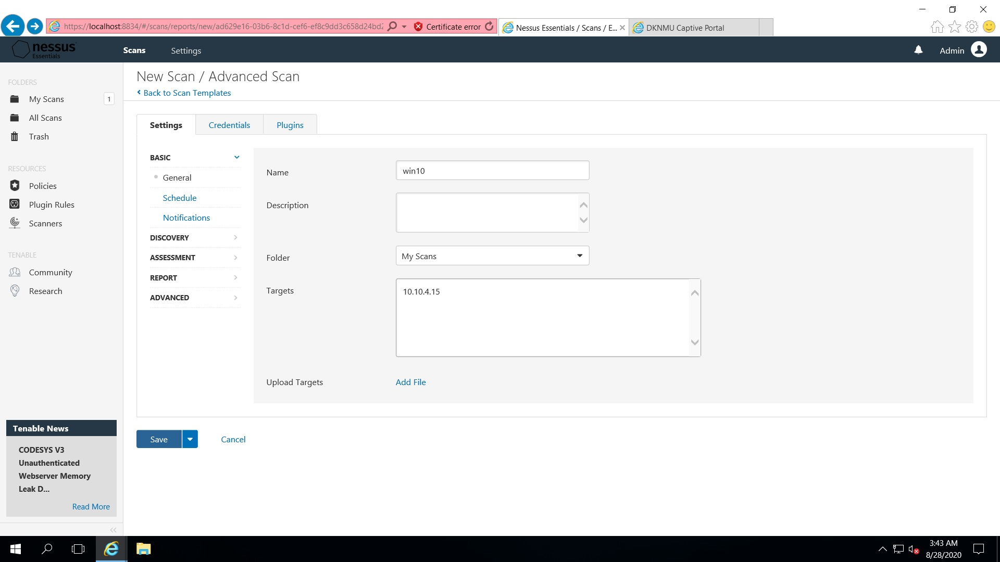 https://localhost:8834/#/scans/reports/new/ad629e16-03b6-8c1d-cef6-ef8c9dd3c658d24bd2
Certificate error
Nessus Essentials / Scans / E...
DKNMU Captive Portal
nessus
Essentials
Scans
Settings
Admin
New Scan / Advanced Scan
Back to Scan Templates
FOLDERS
My Scans
1
All Scans
Trash
RESOURCES
Policies
Plugin Rules
Scanners
TENABLE
Community
Research
Tenable News
CODESYS V3
Unauthenticated
Webserver Memory
Leak D...
Read More
Settings
Credentials
Plugins
BASIC
General
Schedule
Notifications
DISCOVERY
ASSESSMENT
REPORT
ADVANCED
Name
win10
Description
Folder
My Scans
Targets
10.10.4.15
Upload Targets
Add File
Save
Cancel
3:43 AM
8/28/2020